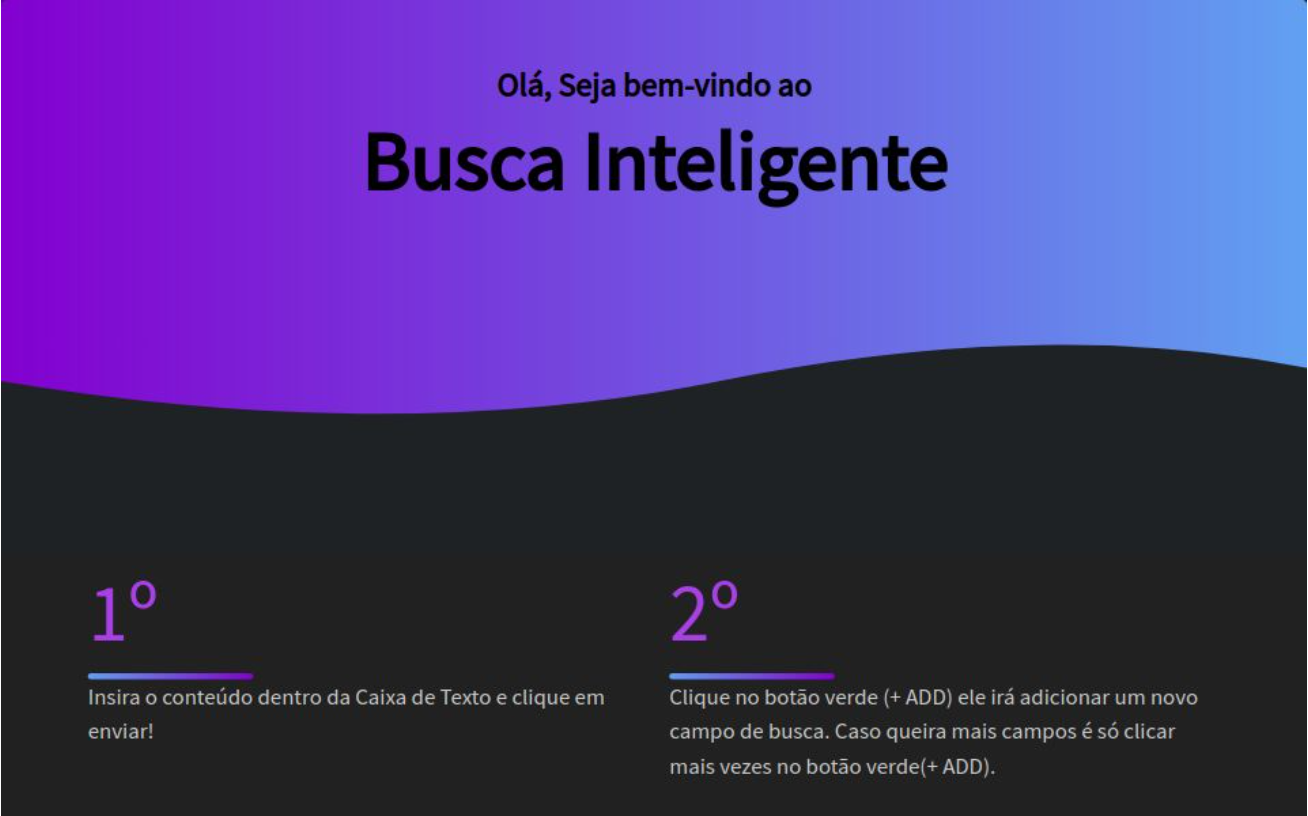 Olá, Seja bem-vindo ao
Busca Inteligente
1º
Insira o conteúdo dentro da Caixa de Texto e clique em
enviar!
2º
Clique no botão verde (+ ADD) ele irá adicionar um novo
campo de busca. Caso queira mais campos é só clicar
mais vezes no botão verde(+ ADD).